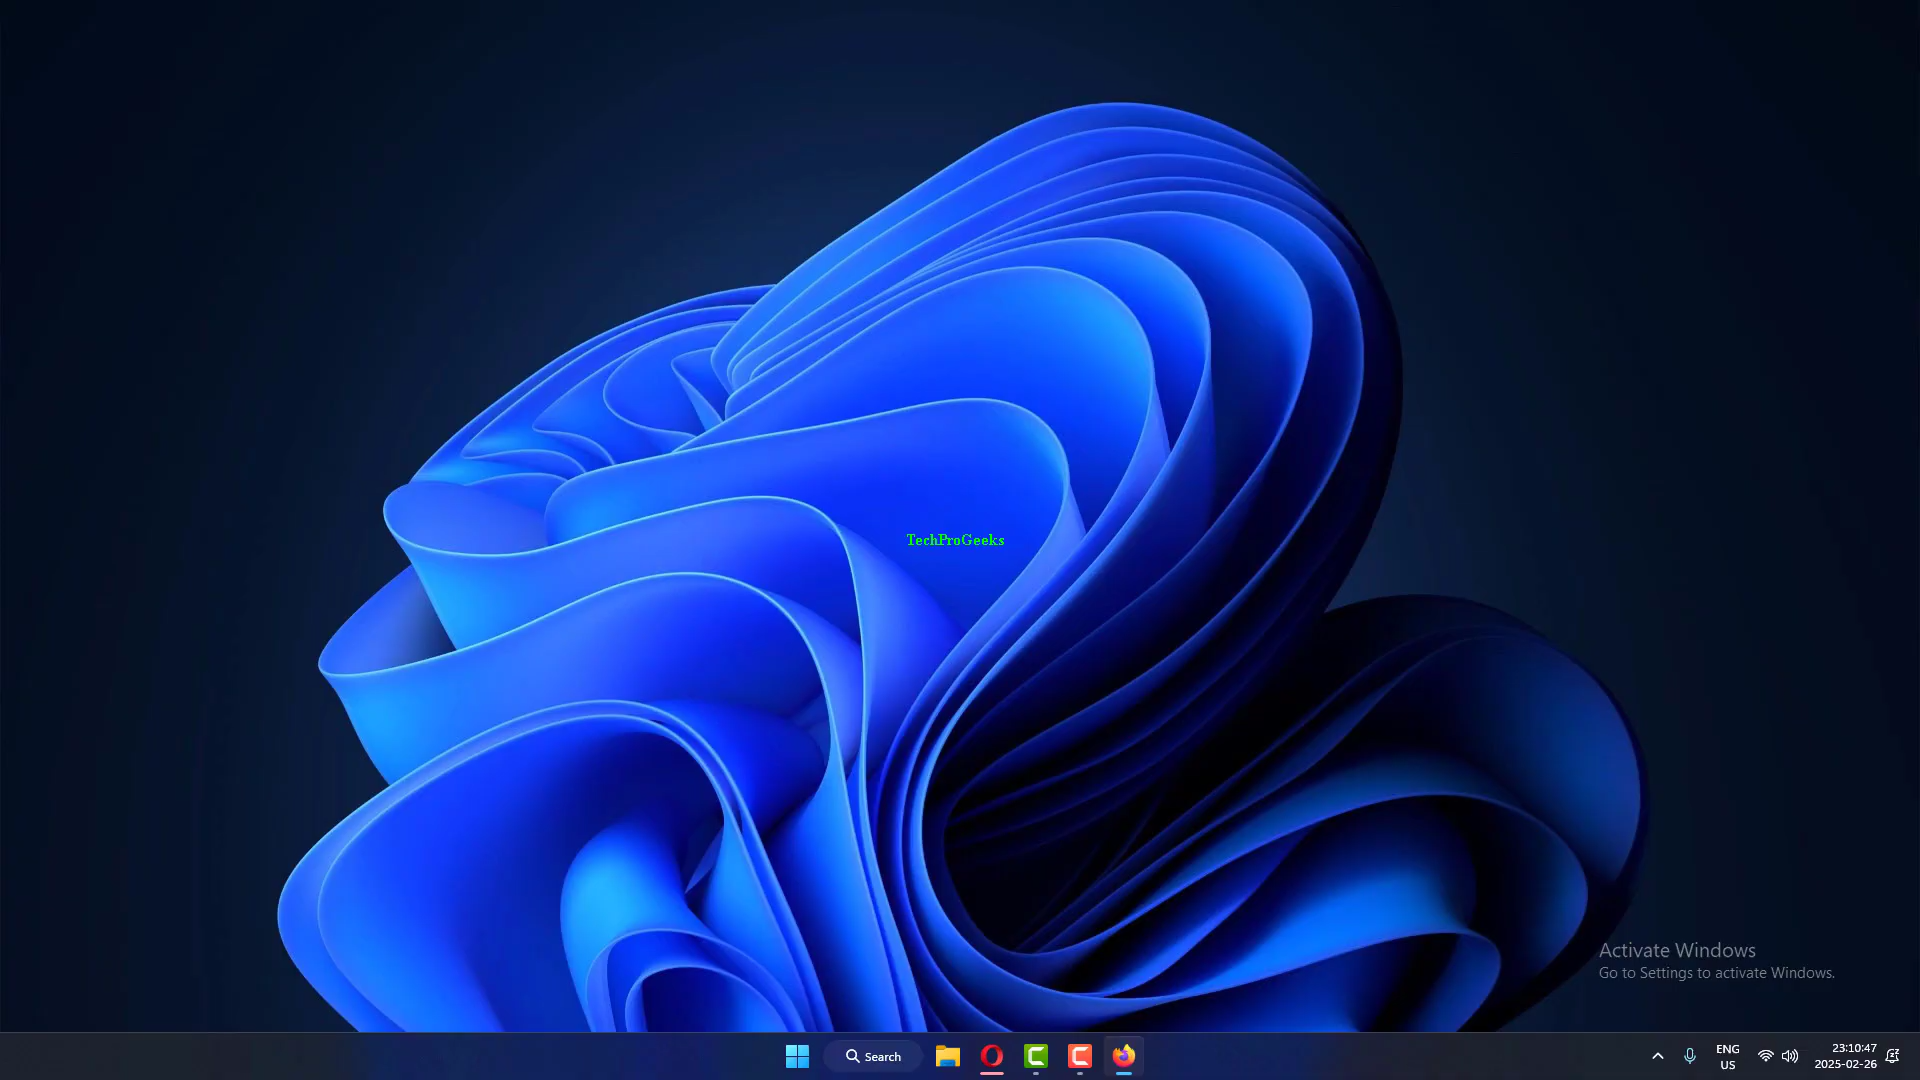 TechProGeeks
Activate Windows
Go to Settings to activate Windows.
Search
ENG
US
23:10:47
2025-02-26